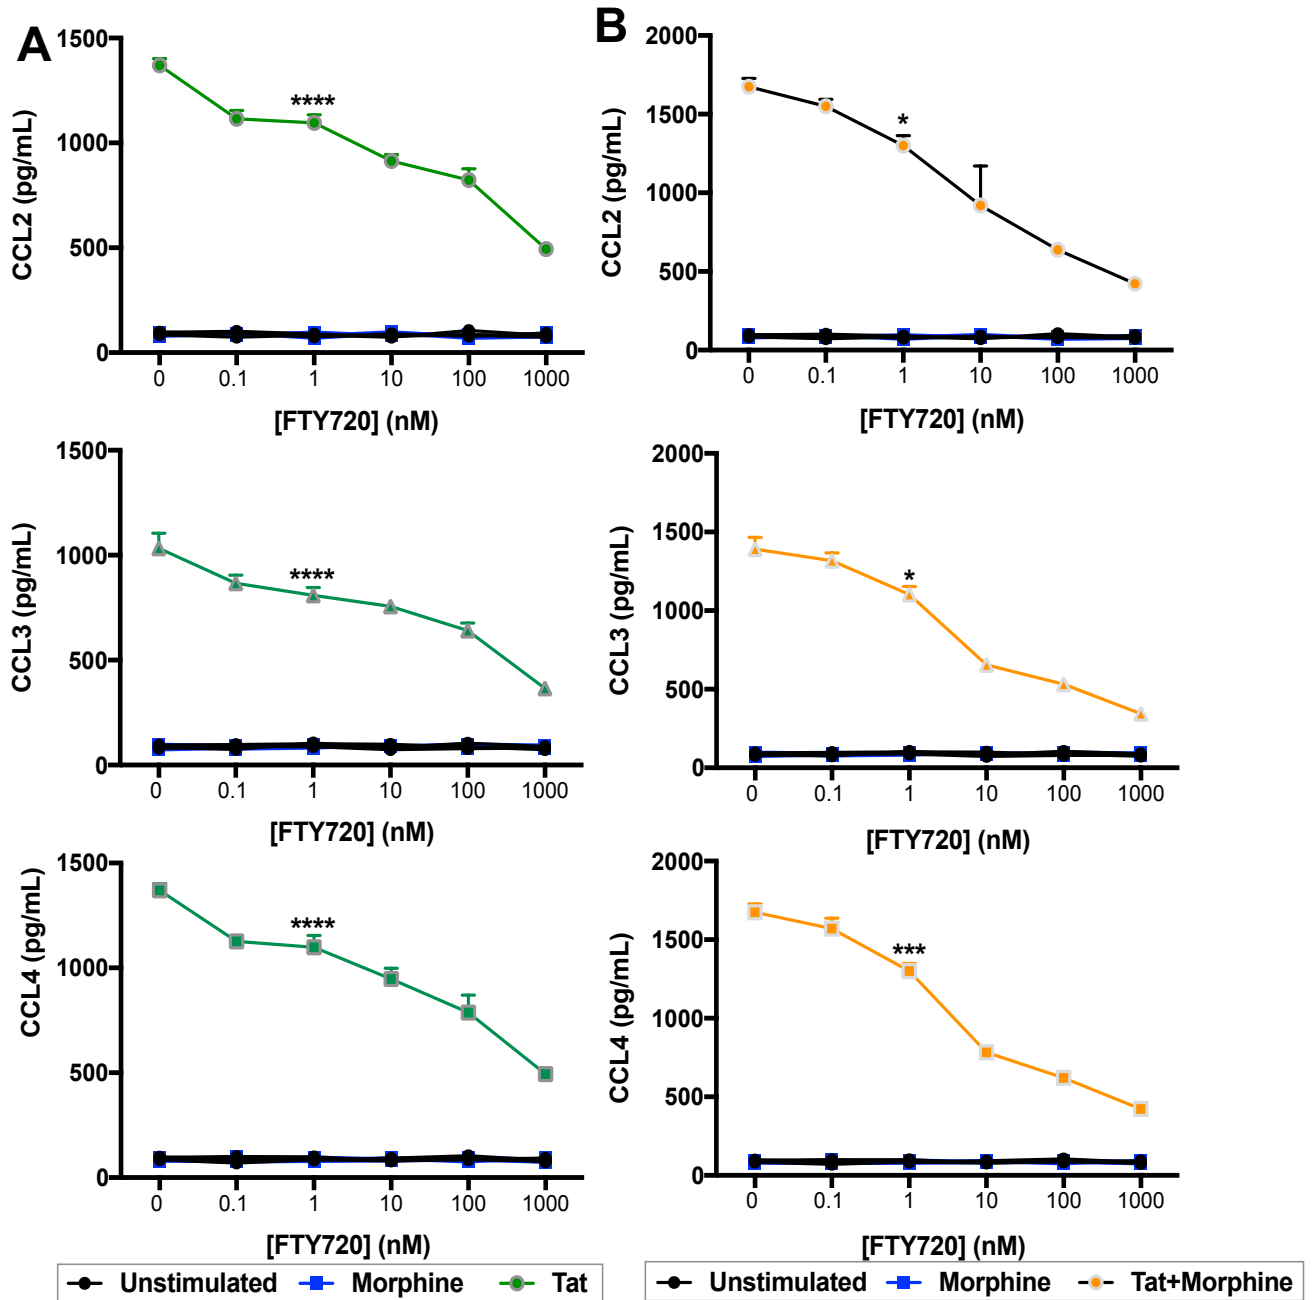 A
CCL2 (pg/mL)
1500
1000
500
0
****
0 0.1 1 10 100 1000
[FTY720] (nM)
B
CCL2 (pg/mL)
2000
1500
1000
500
0
*
0 0.1 1 10 100 1000
[FTY720] (nM)
CCL3 (pg/mL)
1500
1000
500
0
****
0 0.1 1 10 100 1000
[FTY720] (nM)
CCL3 (pg/mL)
2000
1500
1000
500
0
*
0 0.1 1 10 100 1000
[FTY720] (nM)
CCL4 (pg/mL)
1500
1000
500
0
****
0 0.1 1 10 100 1000
[FTY720] (nM)
CCL4 (pg/mL)
2000
1500
1000
500
0
***
0 0.1 1 10 100 1000
[FTY720] (nM)
Unstimulated Morphine Tat
Unstimulated Morphine Tat+Morphine